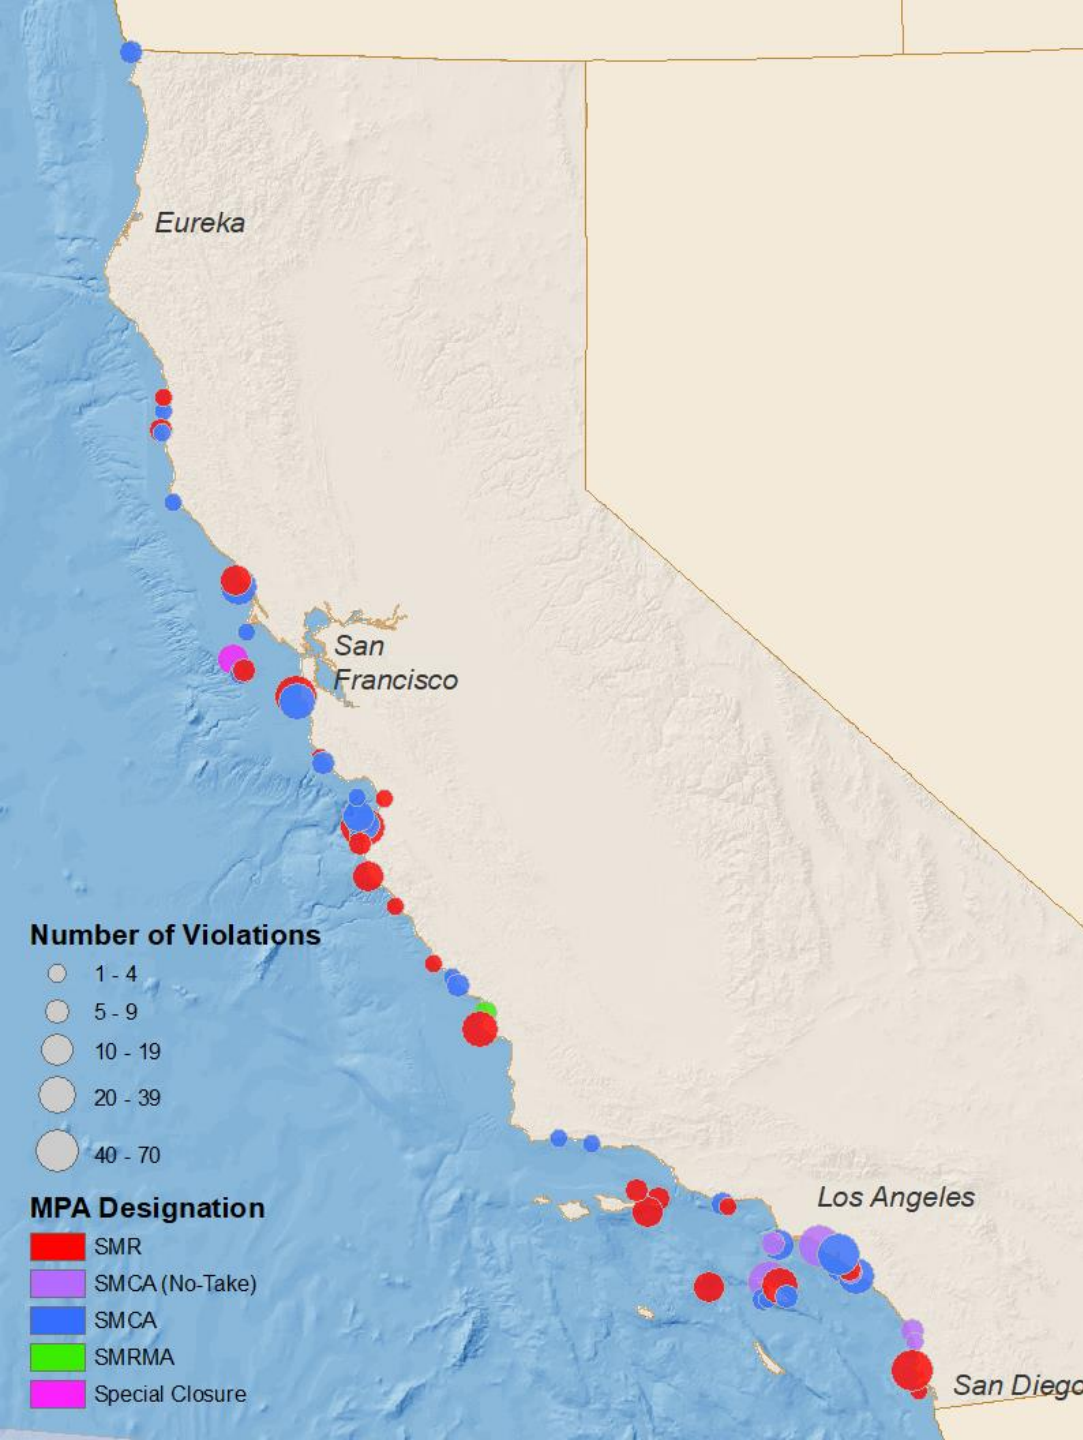 Eureka
San
Francisco
Number of Violations
1 - 4
5 - 9
10 - 19
20 - 39
40 - 70
MPA Designation
SMR
SMCA (No-Take)
SMCA
SMRMA
Special Closure
Los Angeles
San Diego